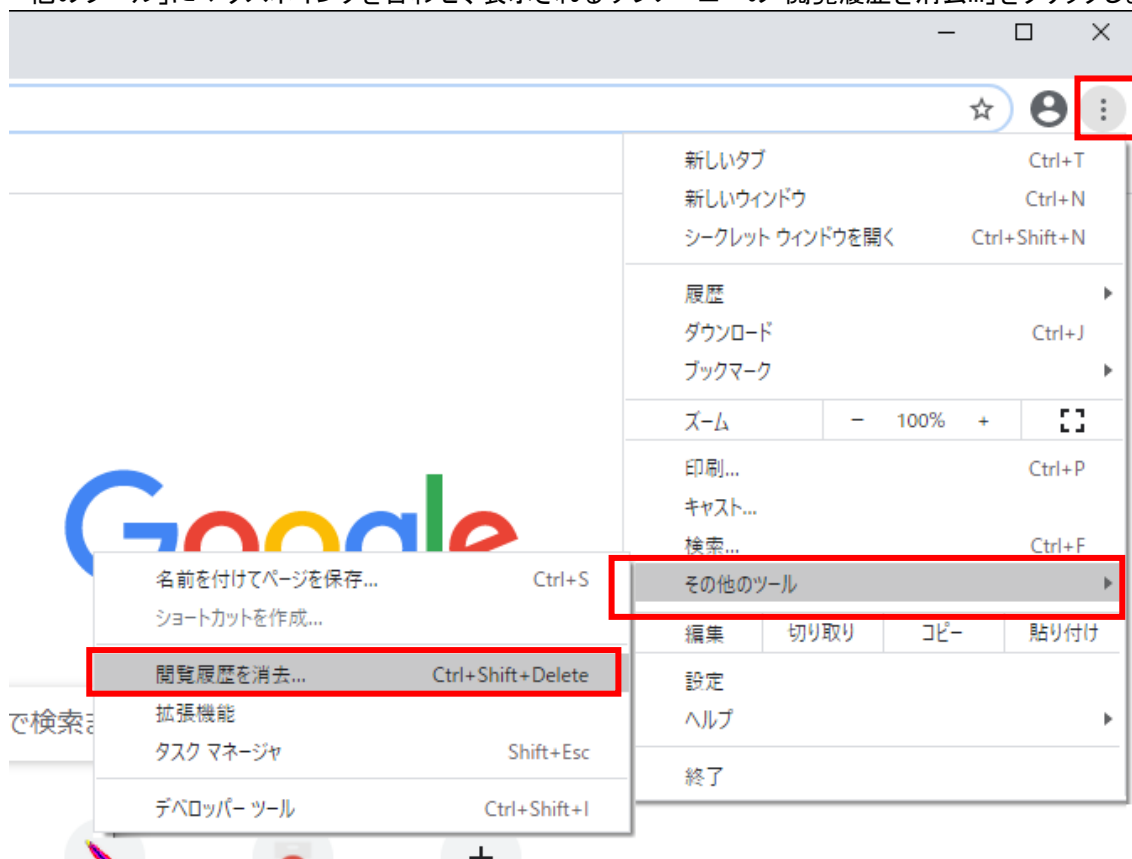 新しいタブ Ctrl+T
新しいウィンドウ Ctrl+N
シークレット ウィンドウを開く Ctrl+Shift+N
履歴
ダウンロード Ctrl+J
ブックマーク
ズーム － 100% +
印刷... Ctrl+P
キャスト...
検索... Ctrl+F
その他のツール
編集 切り取り コピー 貼り付け
設定
ヘルプ
終了
Google
名前を付けてページを保存... Ctrl+S
ショートカットを作成...
閲覧履歴を消去... Ctrl+Shift+Delete
拡張機能
タスク マネージャ Shift+Esc
デベロッパー ツール Ctrl+Shift+I
で検索